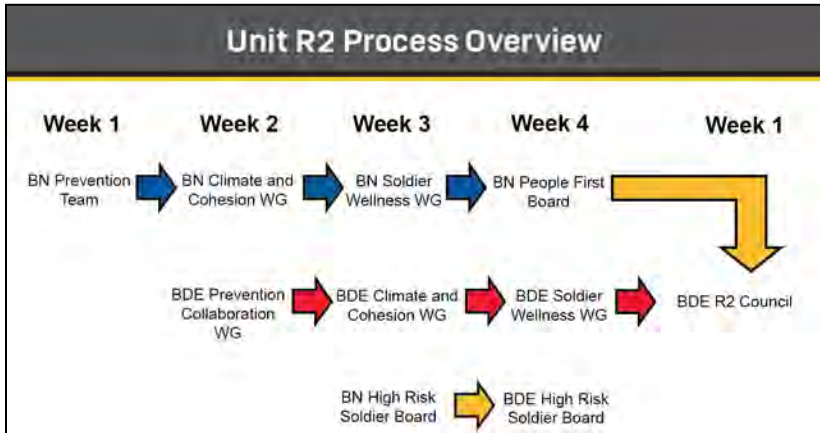 Unit R2 Process Overview
Week 1
Week 2
Week 3
Week 4
Week 1
BN Prevention
Team
BN Climate and
Cohesion WG
BN Soldier
Wellness WG
BN People First
Board
BDE Prevention
Collaboration
WG
BDE Climate and
Cohesion WG
BDE Soldier
Wellness WG
BDE R2 Council
BN High Risk
Soldier Board
BDE High Risk
Soldier Board